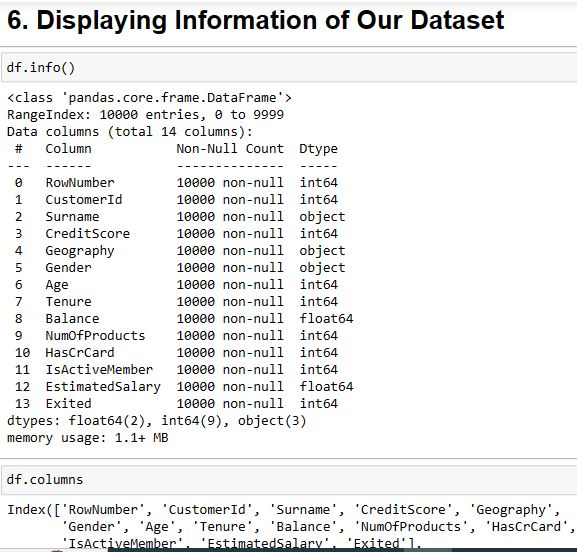 6. Displaying Information of Our Dataset
df.info()
<class 'pandas.core.frame.DataFrame'>
RangeIndex: 10000 entries, 0 to 9999
Data columns (total 14 columns):
 #   Column           Non-Null Count  Dtype
---  ------           --------------  -----
 0   RowNumber        10000 non-null  int64
 1   CustomerId       10000 non-null  int64
 2   Surname          10000 non-null  object
 3   CreditScore      10000 non-null  int64
 4   Geography        10000 non-null  object
 5   Gender           10000 non-null  object
 6   Age              10000 non-null  int64
 7   Tenure           10000 non-null  int64
 8   Balance          10000 non-null  float64
 9   NumOfProducts    10000 non-null  int64
 10  HasCrCard        10000 non-null  int64
 11  IsActiveMember   10000 non-null  int64
 12  EstimatedSalary  10000 non-null  float64
 13  Exited           10000 non-null  int64
dtypes: float64(2), int64(9), object(3)
memory usage: 1.1+ MB
df.columns
Index(['RowNumber', 'CustomerId', 'Surname', 'CreditScore', 'Geography',
       'Gender', 'Age', 'Tenure', 'Balance', 'NumOfProducts', 'HasCrCard',
       'IsActiveMember', 'EstimatedSalary', 'Exited'],